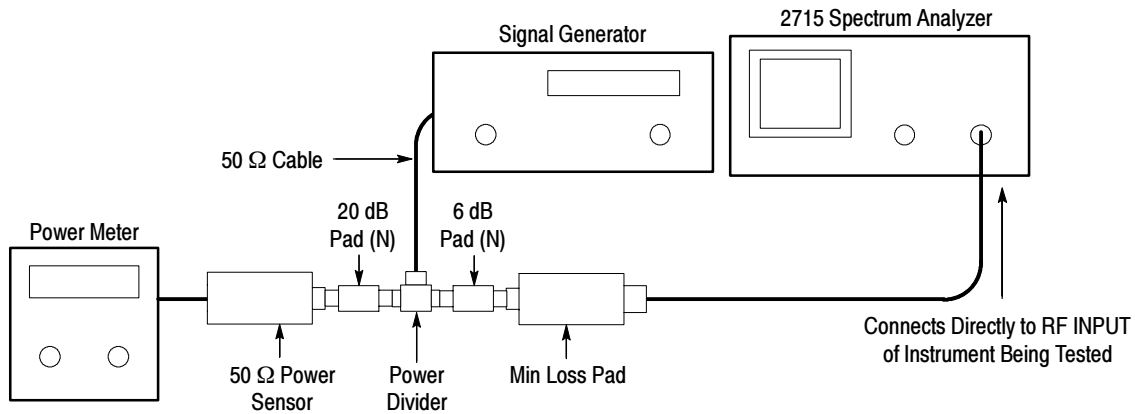 2715 Spectrum Analyzer
Signal Generator
50 Ω Cable
20 dB
Pad (N)
6 dB
Pad (N)
Power Meter
50 Ω Power
Sensor
Power
Divider
Min Loss Pad
Connects Directly to RF INPUT
of Instrument Being Tested